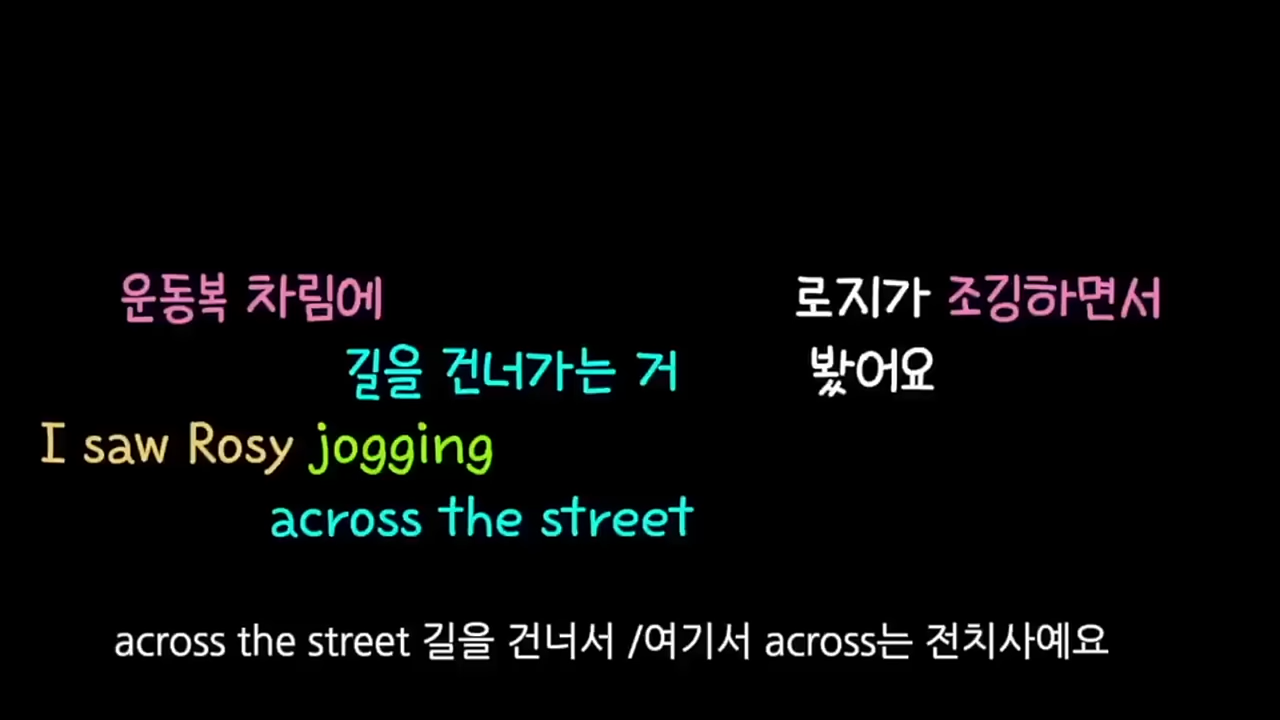 운동복 차림에 로지가 조깅하면서
길을 건너가는 거 봤어요
I saw Rosy jogging
across the street
across the street 길을 건너서 /여기서 across는 전치사예요